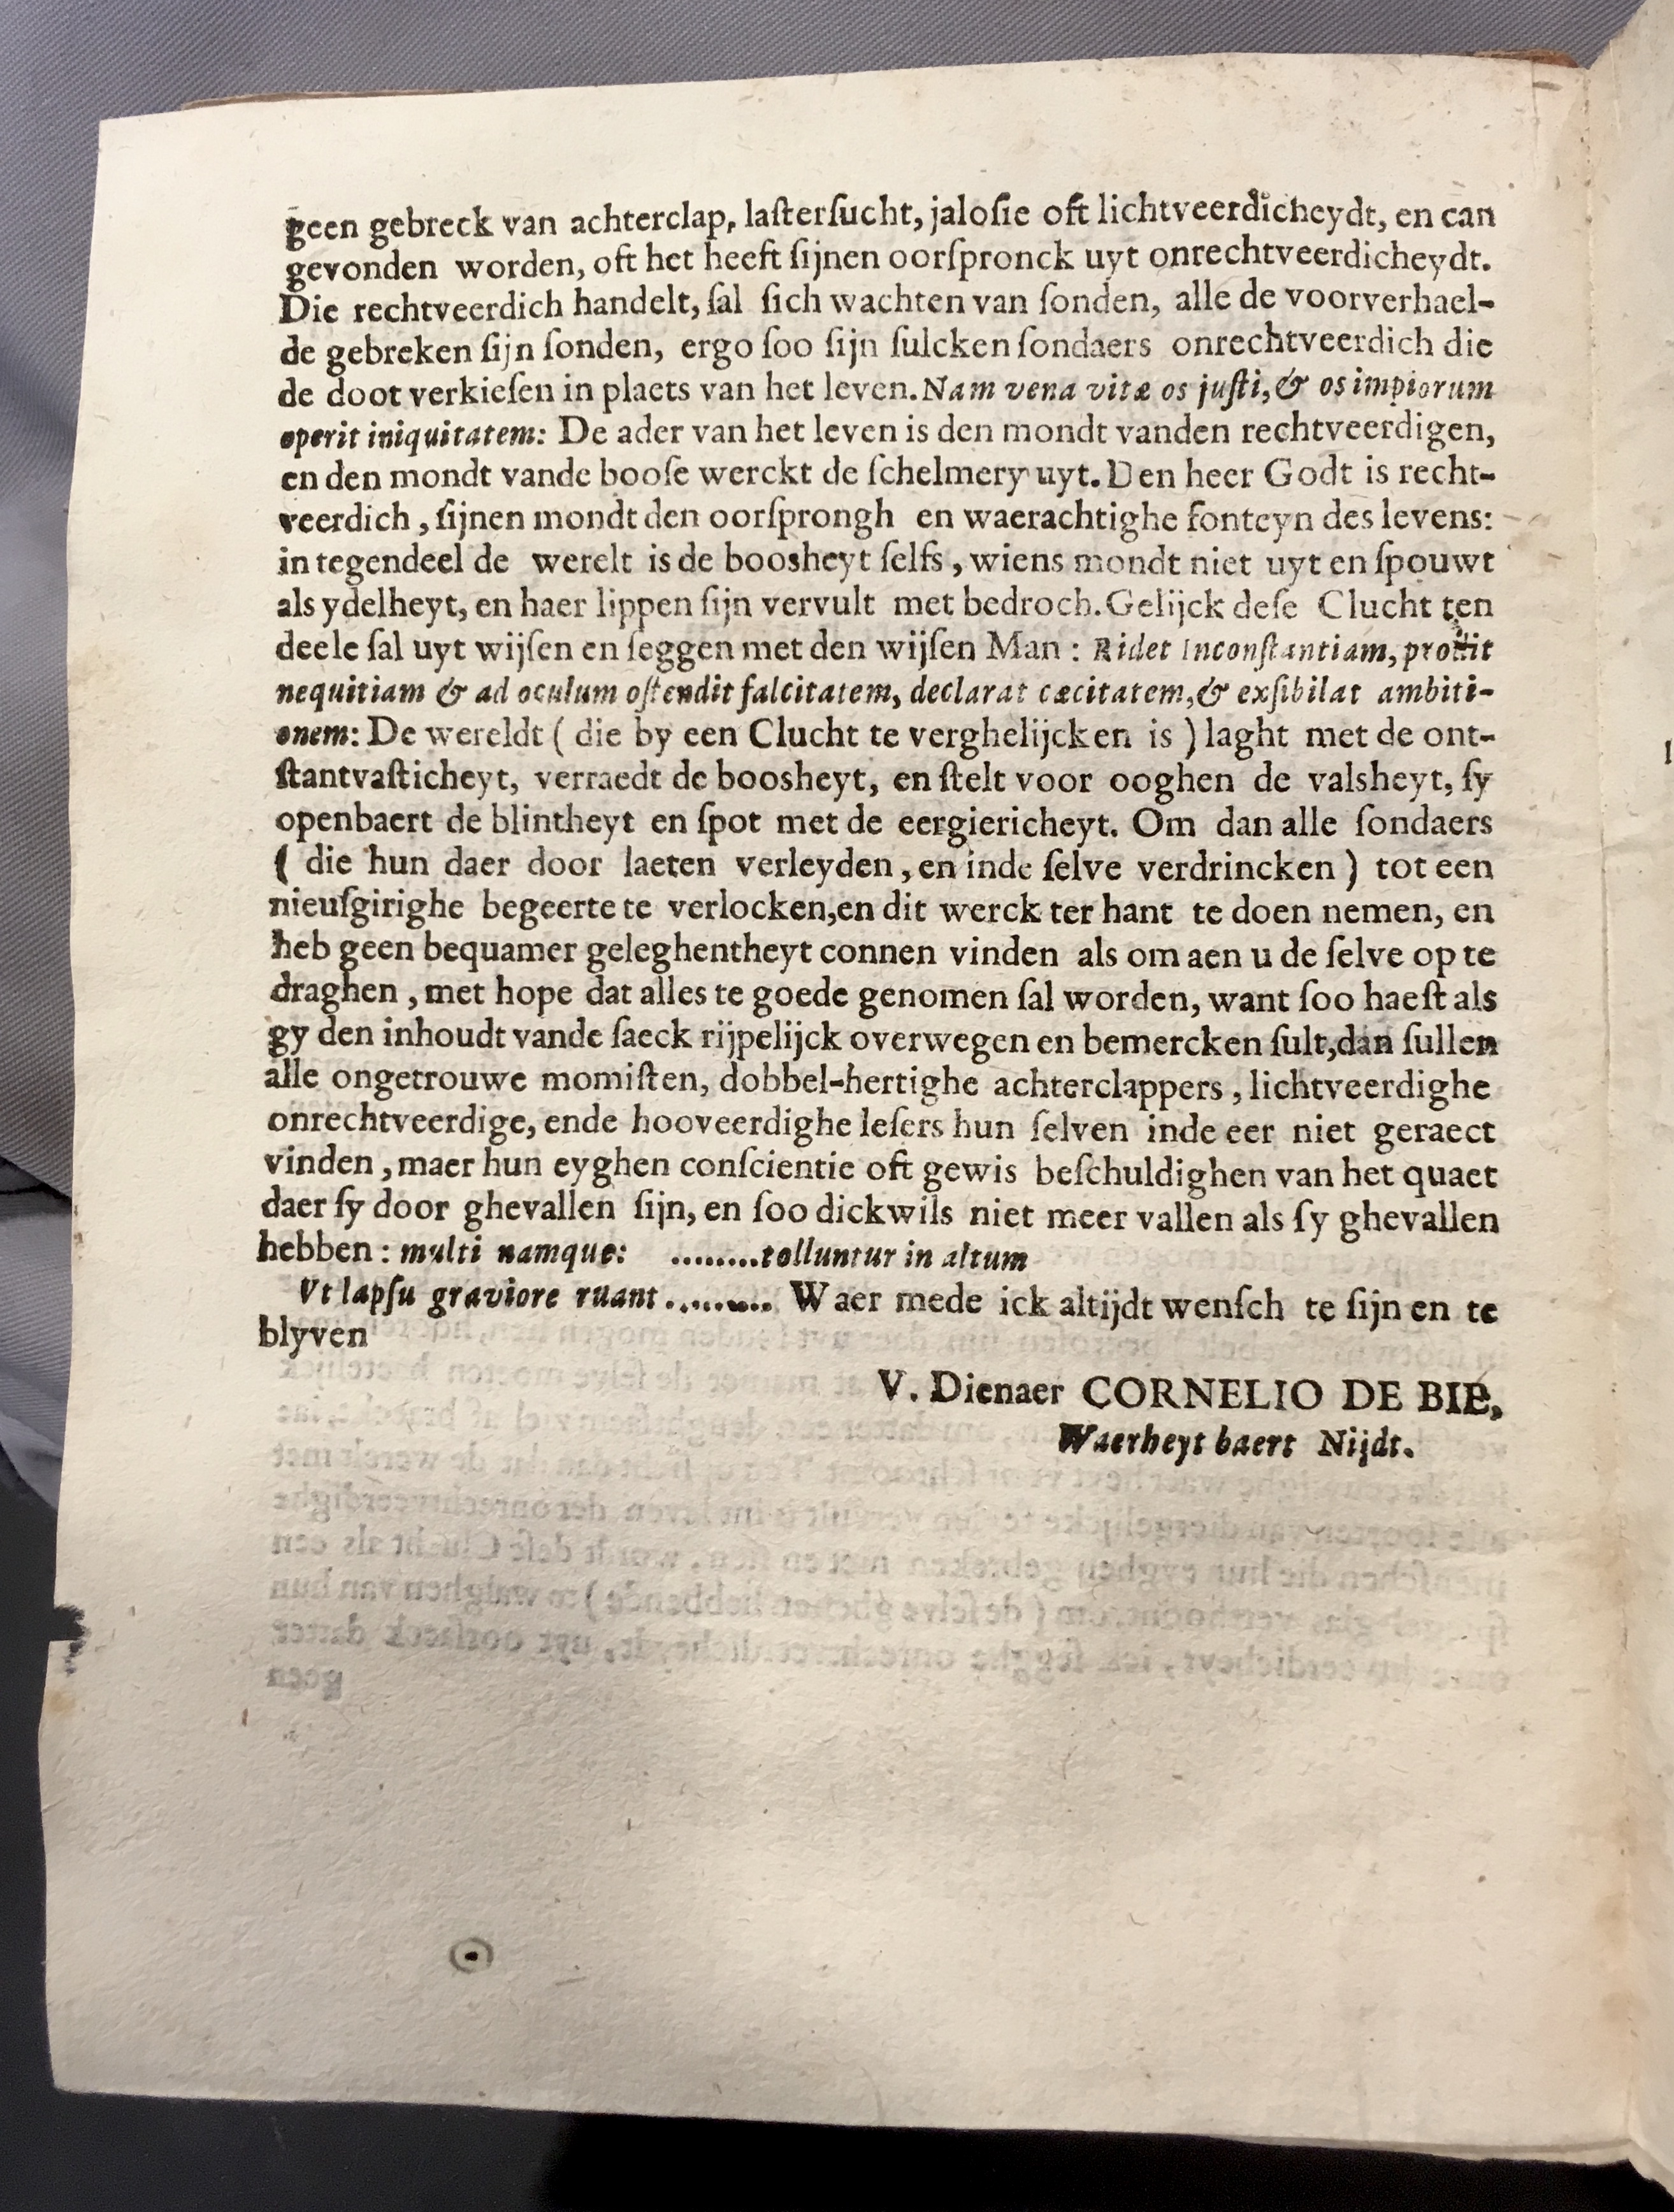 geen gebreck van achterclap, laſterſucht, jaloſie oft lichtveerdicheydt, en can
gevonden worden, oft het heeft ſijnen oorſpronck uyt onrechtveerdicheydt.
Die rechtveerdich handelt, ſal ſich wachten van ſonden, alle de voorverhael-
de gebreken ſijn ſonden, ergo ſoo ſijn ſulcken ſondaers onrechtveerdich die
de doot verkieſen in plaets van het leven. Nam vena vitæ os juſti, & os impiorum
operit iniquitatem: De ader van het leven is den mondt vanden rechtveerdigen,
en den mondt vande booſe werckt de ſchelmery uyt. Den heer Godt is recht-
veerdich, ſijnen mondt den oorſprongh en waerachtighe fonteyn des levens:
in tegendeel de werelt is de boosheyt ſelfs, wiens mondt niet uyt en ſpouwt
als ydelheyt, en haer lippen ſijn vervult met bedroch. Gelijck deſe Clucht ten
deele ſal uyt wijſen en ſeggen met den wijſen Man: Ridet Inconſtantiam, prodit
nequitiam & ad oculum oſtendit falcitatem, declarat cæcitatem, & exſibilat ambiti-
onem: De wereldt ( die by een Clucht te verghelijcken is ) laght met de ont-
ſtantvaſticheyt, verraedt de boosheyt, en ſtelt voor ooghen de valsheyt, ſy
openbaert de blintheyt en ſpot met de eergiericheyt. Om dan alle ſondaers
( die hun daer door laeten verleyden, en inde ſelve verdrincken ) tot een
nieuſgirighe begeerte te verlocken, en dit werck ter hant te doen nemen, en
heb geen bequamer geleghentheyt connen vinden als om aen u de ſelve op te
draghen, met hope dat alles te goede genomen ſal worden, want ſoo haeſt als
gy den inhoudt vande ſaeck rijpelijck overwegen en bemercken ſult, dan ſullen
alle ongetrouwe momiſten, dobbel-hertighe achterclappers, lichtveerdighe
onrechtveerdige, ende hooveerdighe leſers hun ſelven inde eer niet geraect
vinden, maer hun eyghen conſcientie oft gewis beſchuldighen van het quaet
daer ſy door ghevallen ſijn, en ſoo dickwils niet meer vallen als ſy ghevallen
hebben: multi namque: ........tolluntur in altum
Vt lapſu graviore ruant......... Waer mede ick altijdt wenſch te ſijn en te
blyven
V. Dienaer CORNELIO DE BIE,
Waerheyt baert Nijdt.